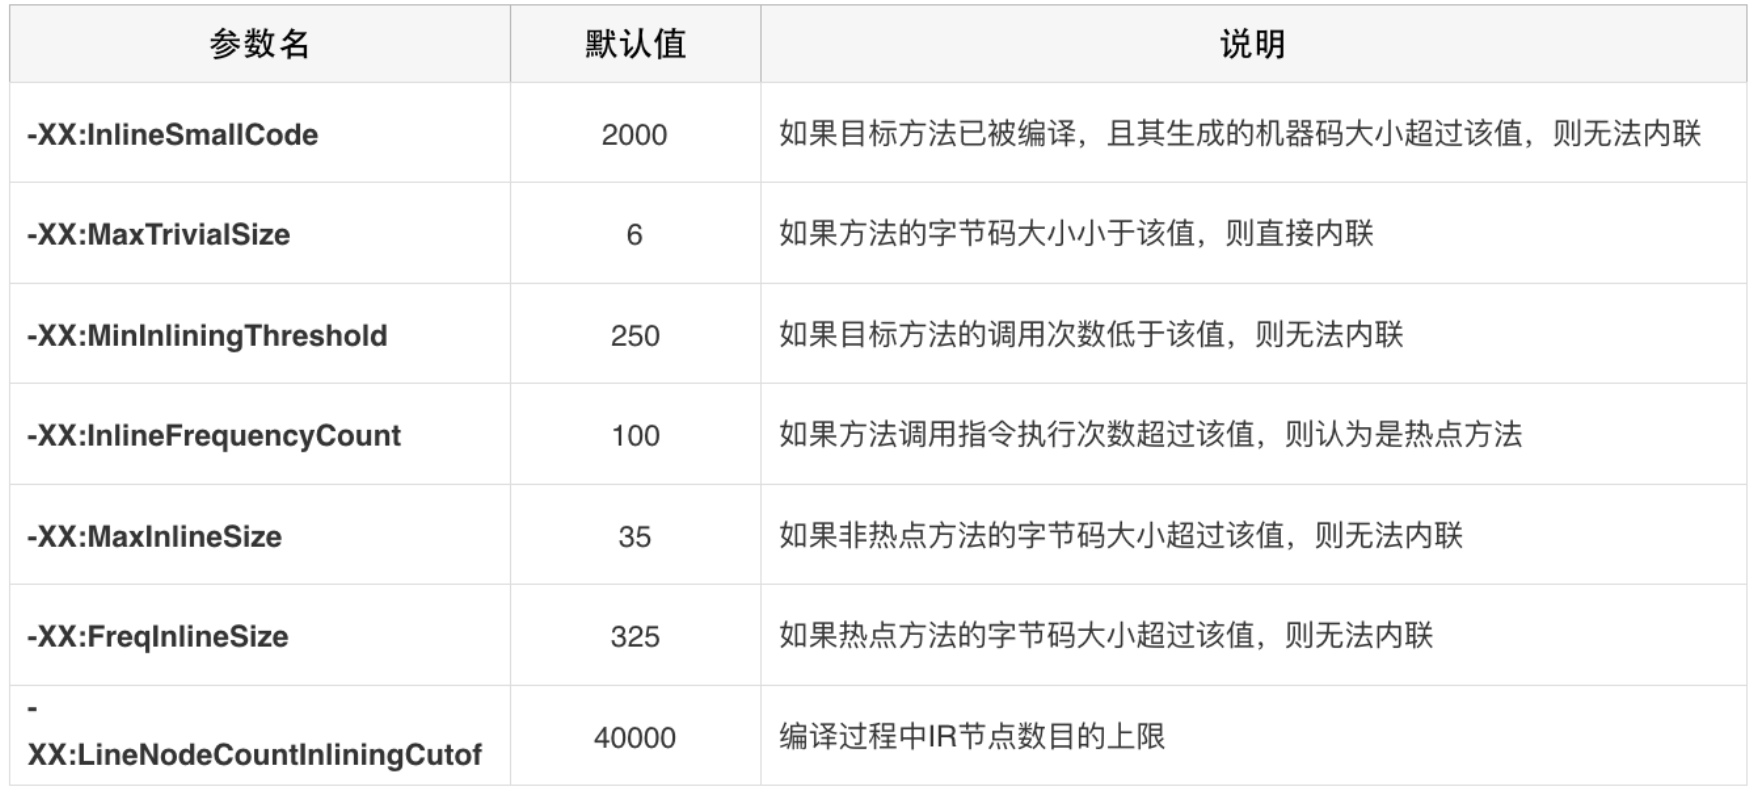 参数名 默认值 说明
-XX:InlineSmallCode 2000 如果目标方法已被编译，且其生成的机器码大小超过该值，则无法内联
-XX:MaxTrivialSize 6 如果方法的字节码大小小于该值，则直接内联
-XX:MinInliningThreshold 250 如果目标方法的调用次数低于该值，则无法内联
-XX:InlineFrequencyCount 100 如果方法调用指令执行次数超过该值，则认为是热点方法
-XX:MaxInlineSize 35 如果非热点方法的字节码大小超过该值，则无法内联
-XX:FreqInlineSize 325 如果热点方法的字节码大小超过该值，则无法内联
-
XX:LineNodeCountInliningCutof 40000 编译过程中IR节点数目的上限